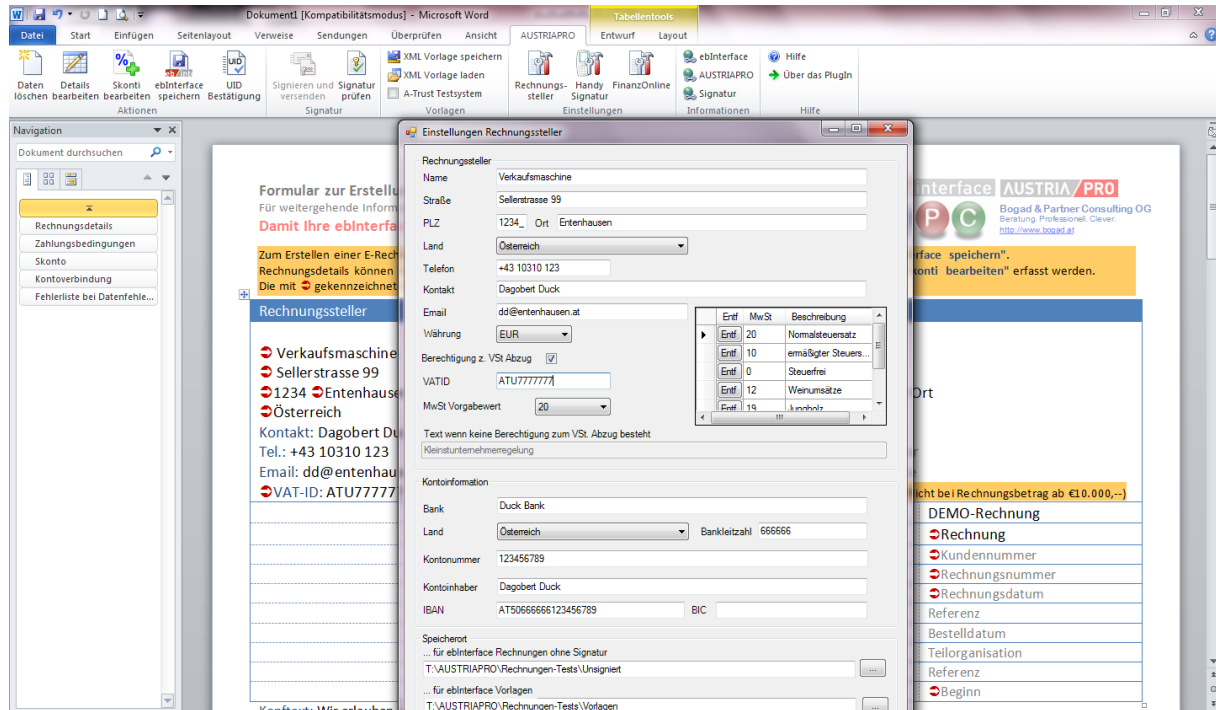 Dokument1 [Kompatibilitätsmodus] - Microsoft Word
Tabellentools
Datei Start Einfügen Seitenlayout Verweise Sendungen Überprüfen Ansicht AUSTRIAPRO Entwurf Layout
Daten löschen
Details bearbeiten
Skonti bearbeiten
ebInterface speichern
UID Bestätigung
Aktionen
Signieren und versenden
Signatur prüfen
Signatur
XML Vorlage speichern
XML Vorlage laden
A-Trust Testsystem
Vorlagen
Rechnungs-steller
Handy Signatur
FinanzOnline
Einstellungen
ebInterface
AUSTRIAPRO
Signatur
Informationen
Hilfe
Über das PlugIn
Hilfe
Navigation
Dokument durchsuchen
Rechnungsdetails
Zahlungsbedingungen
Skonto
Kontoverbindung
Fehlerliste bei Datenfehle...
Formular zur Erstellu
Für weitergehende Inform
Damit Ihre ebInterfa
Zum Erstellen einer E-Rech
Rechnungsdetails können
Die mit gekennzeichnet
Rechnungssteller
Verkaufsmaschine
Sellerstrasse 99
1234 Entenhause
Österreich
Kontakt: Dagobert Du
Tel.: +43 10310 123
Email: dd@entenhau
VAT-ID: ATU77777
Einstellungen Rechnungssteller
Rechnungssteller
Name Verkaufsmaschine
Straße Sellerstrasse 99
PLZ 1234_ Ort Entenhausen
Land Österreich
Telefon +43 10310 123
Kontakt Dagobert Duck
Email dd@entenhausen.at
Währung EUR
Berechtigung z. VSt Abzug
VATID ATU7777777
MwSt Vorgabewert 20
Entf MwSt Beschreibung
Entf 20 Normalsteuersatz
Entf 10 ermäßigter Steuers...
Entf 0 Steuerfrei
Entf 12 Weinumsätze
Entf 19 Jungholz
Text wenn keine Berechtigung zum VSt. Abzug besteht
Kleinstunternehmerregelung
Kontoinformation
Bank Duck Bank
Land Österreich Bankleitzahl 666666
Kontonummer 123456789
Kontoinhaber Dagobert Duck
IBAN AT50666666123456789 BIC
Speicherort
... für ebInterface Rechnungen ohne Signatur
T:\AUSTRIAPRO\Rechnungen-Tests\Unsigniert ...
... für ebInterface Vorlagen
T:\AUSTRIAPRO\Rechnungen-Tests\Vorlagen ...
nterface AUSTRIA/PRO
P C
Bogad & Partner Consulting OG
Beratung. Professionell. Clever.
http://www.bogad.at
rface speichern".
konti bearbeiten" erfasst werden.
Ort
icht bei Rechnungsbetrag ab €10.000,--)
DEMO-Rechnung
Rechnung
Kundennummer
Rechnungsnummer
Rechnungsdatum
Referenz
Bestelldatum
Teilorganisation
Referenz
Beginn